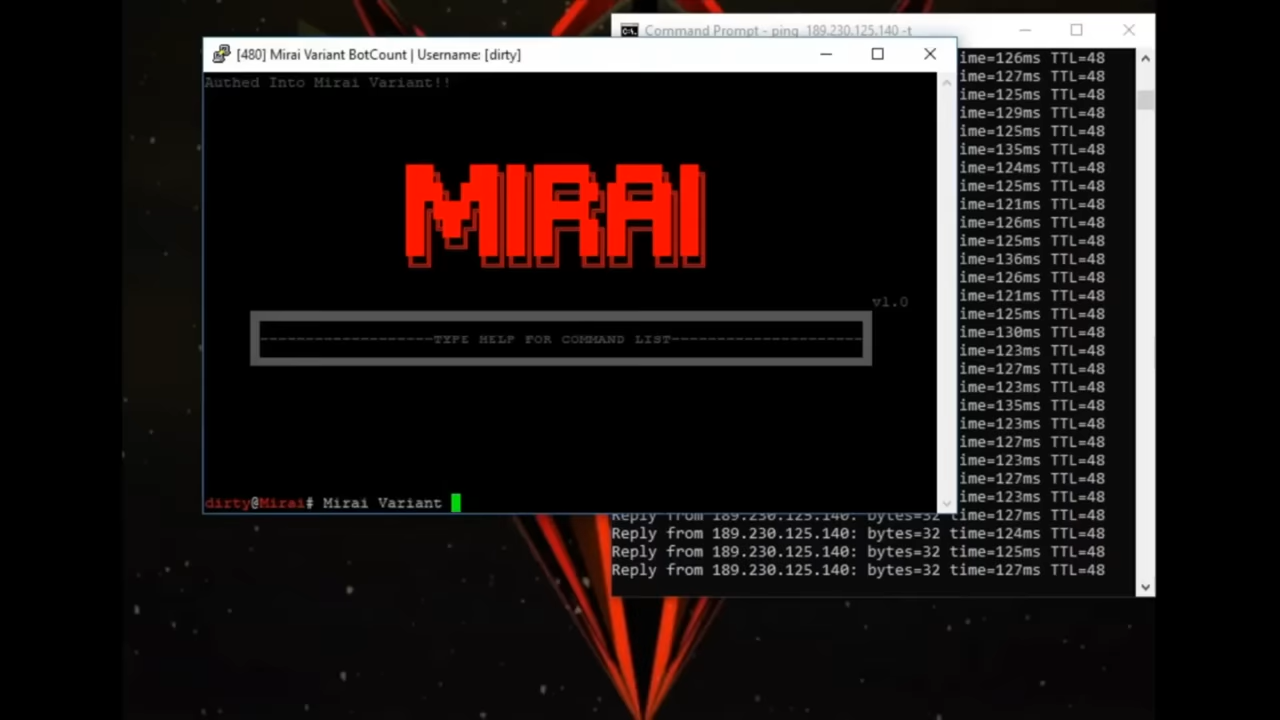 Command Prompt - ping 189.230.125.140 -t
[480] Mirai Variant BotCount | Username: [dirty]
Authed Into Mirai Variant!!
MIRAI
v1.0
-------------------TYPE HELP FOR COMMAND LIST---------------------
dirty@Mirai# Mirai Variant
ime=126ms TTL=48
ime=127ms TTL=48
ime=125ms TTL=48
ime=129ms TTL=48
ime=125ms TTL=48
ime=135ms TTL=48
ime=124ms TTL=48
ime=125ms TTL=48
ime=121ms TTL=48
ime=126ms TTL=48
ime=125ms TTL=48
ime=136ms TTL=48
ime=126ms TTL=48
ime=121ms TTL=48
ime=125ms TTL=48
ime=130ms TTL=48
ime=123ms TTL=48
ime=127ms TTL=48
ime=123ms TTL=48
ime=135ms TTL=48
ime=123ms TTL=48
ime=127ms TTL=48
ime=123ms TTL=48
ime=127ms TTL=48
ime=123ms TTL=48
Reply from 189.230.125.140: bytes=32 time=127ms TTL=48
Reply from 189.230.125.140: bytes=32 time=124ms TTL=48
Reply from 189.230.125.140: bytes=32 time=125ms TTL=48
Reply from 189.230.125.140: bytes=32 time=127ms TTL=48